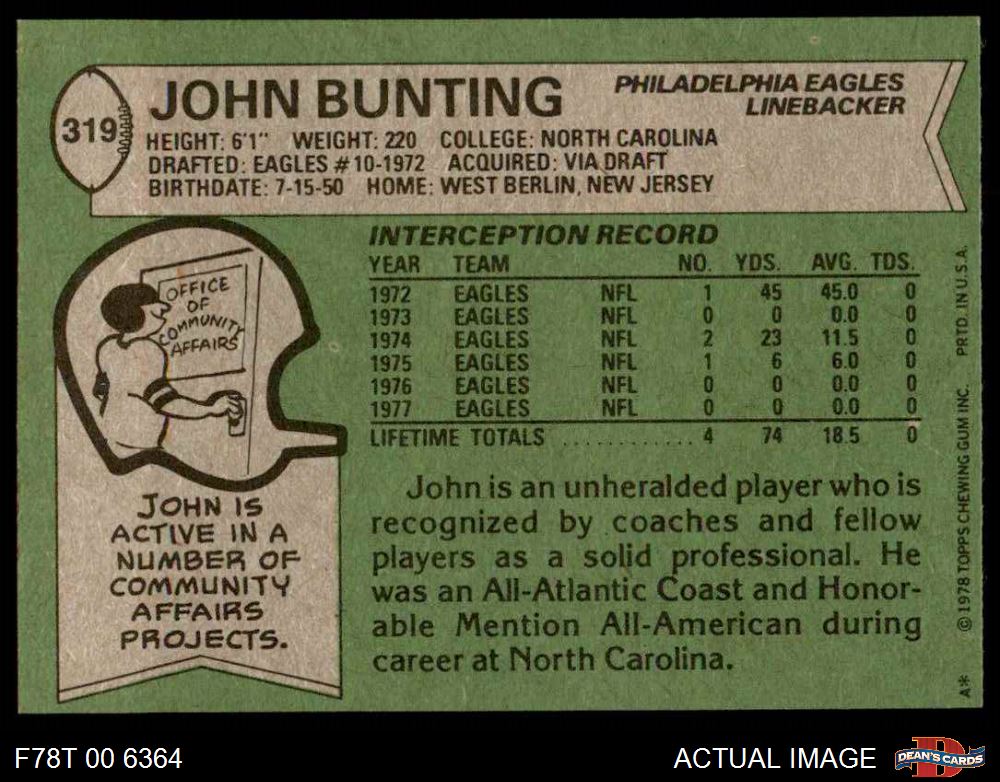 319
JOHN BUNTING
PHILADELPHIA EAGLES
LINEBACKER
HEIGHT: 6'1" WEIGHT: 220 COLLEGE: NORTH CAROLINA
DRAFTED: EAGLES #10-1972 ACQUIRED: VIA DRAFT
BIRTHDATE: 7-15-50 HOME: WEST BERLIN, NEW JERSEY
INTERCEPTION RECORD
YEAR TEAM NO. YDS. AVG. TDS.
1972 EAGLES NFL 1 45 45.0 0
1973 EAGLES NFL 0 0 0.0 0
1974 EAGLES NFL 2 23 11.5 0
1975 EAGLES NFL 1 6 6.0 0
1976 EAGLES NFL 0 0 0.0 0
1977 EAGLES NFL 0 0 0.0 0
LIFETIME TOTALS ............ 4 74 18.5 0
OFFICE
OF
COMMUNITY
AFFAIRS
JOHN IS
ACTIVE IN A
NUMBER OF
COMMUNITY
AFFAIRS
PROJECTS.
John is an unheralded player who is
recognized by coaches and fellow
players as a solid professional. He
was an All-Atlantic Coast and Honor-
able Mention All-American during
career at North Carolina.
A* © 1978 TOPPS CHEWING GUM INC. PRTD. IN U.S.A.
F78T 00 6364
ACTUAL IMAGE
D
DEAN'S CARDS